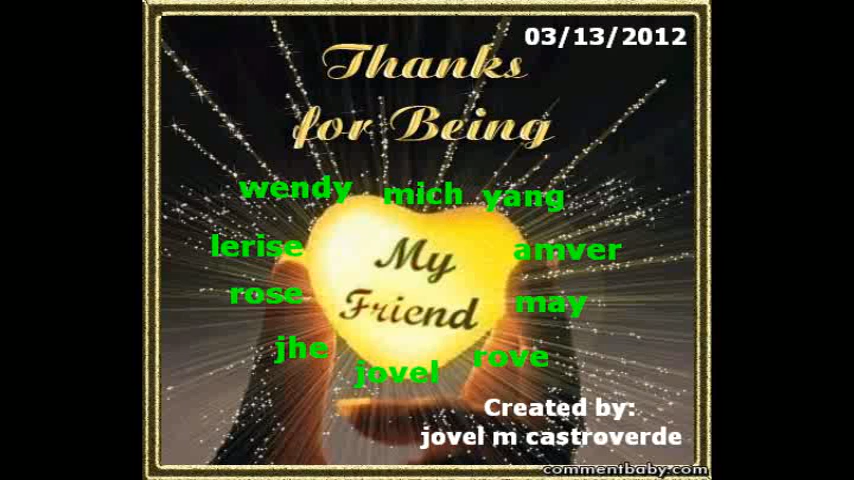 03/13/2012
Thanks
for Being
wendy mich yang
lerise amver
My
rose may
Friend
jhe jovel rove
Created by:
jovel m castroverde
commentbaby.com